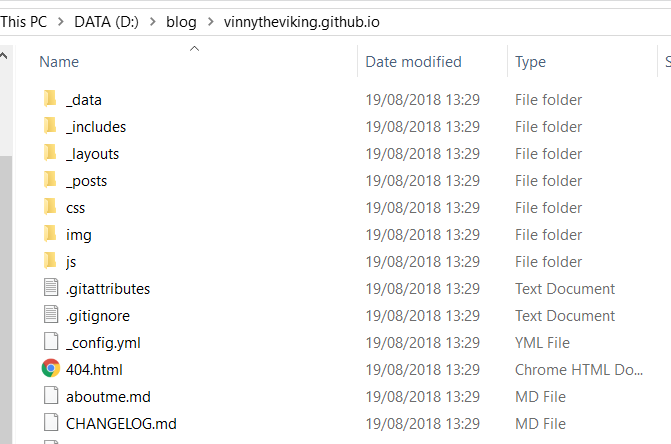 This PC > DATA (D:) > blog > vinnytheviking.github.io
Name Date modified Type S
_data 19/08/2018 13:29 File folder
_includes 19/08/2018 13:29 File folder
_layouts 19/08/2018 13:29 File folder
_posts 19/08/2018 13:29 File folder
css 19/08/2018 13:29 File folder
img 19/08/2018 13:29 File folder
js 19/08/2018 13:29 File folder
.gitattributes 19/08/2018 13:29 Text Document
.gitignore 19/08/2018 13:29 Text Document
_config.yml 19/08/2018 13:29 YML File
404.html 19/08/2018 13:29 Chrome HTML Do...
aboutme.md 19/08/2018 13:29 MD File
CHANGELOG.md 19/08/2018 13:29 MD File